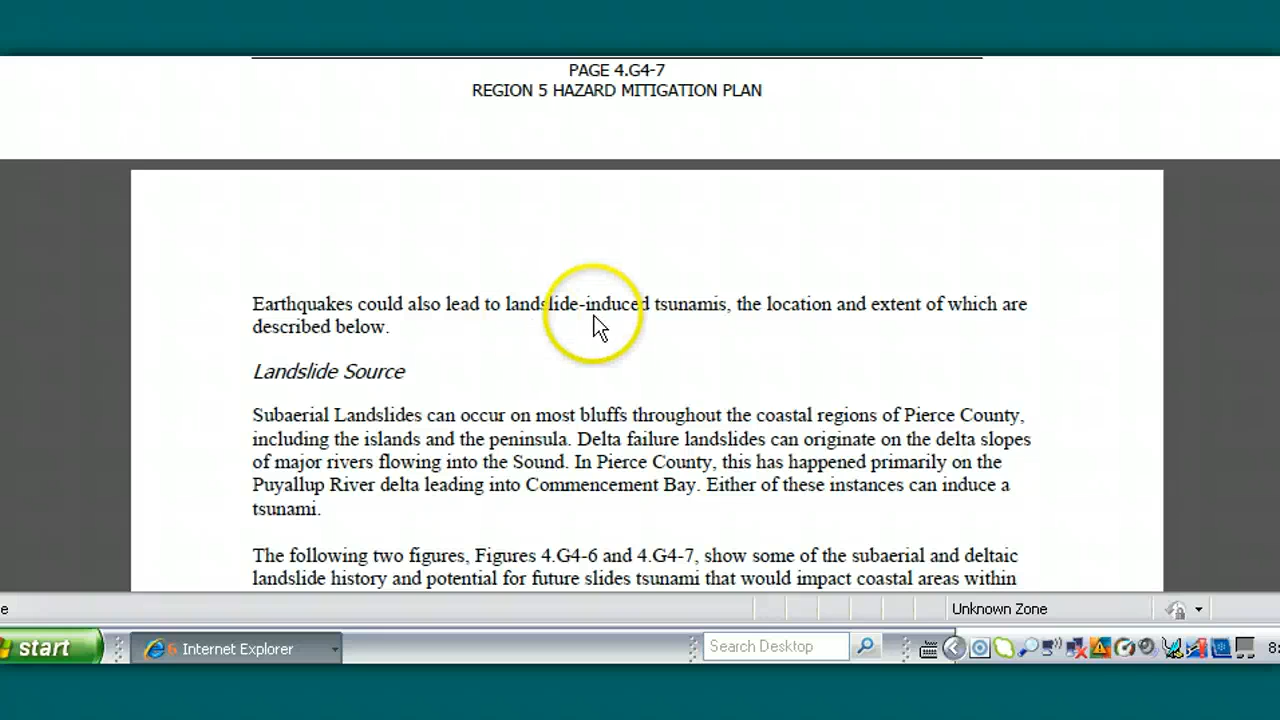 PAGE 4.G4-7
REGION 5 HAZARD MITIGATION PLAN
Earthquakes could also lead to landslide-induced tsunamis, the location and extent of which are
described below.
Landslide Source
Subaerial Landslides can occur on most bluffs throughout the coastal regions of Pierce County,
including the islands and the peninsula. Delta failure landslides can originate on the delta slopes
of major rivers flowing into the Sound. In Pierce County, this has happened primarily on the
Puyallup River delta leading into Commencement Bay. Either of these instances can induce a
tsunami.
The following two figures, Figures 4.G4-6 and 4.G4-7, show some of the subaerial and deltaic
landslide history and potential for future slides tsunami that would impact coastal areas within
e
Unknown Zone
start
6 Internet Explorer
Search Desktop
8: